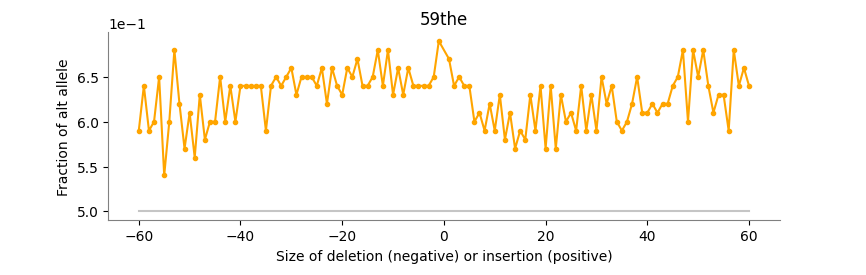 59the
1e−1
Fraction of alt allele
6.5
6.0
5.5
5.0
−60 −40 −20 0 20 40 60
Size of deletion (negative) or insertion (positive)